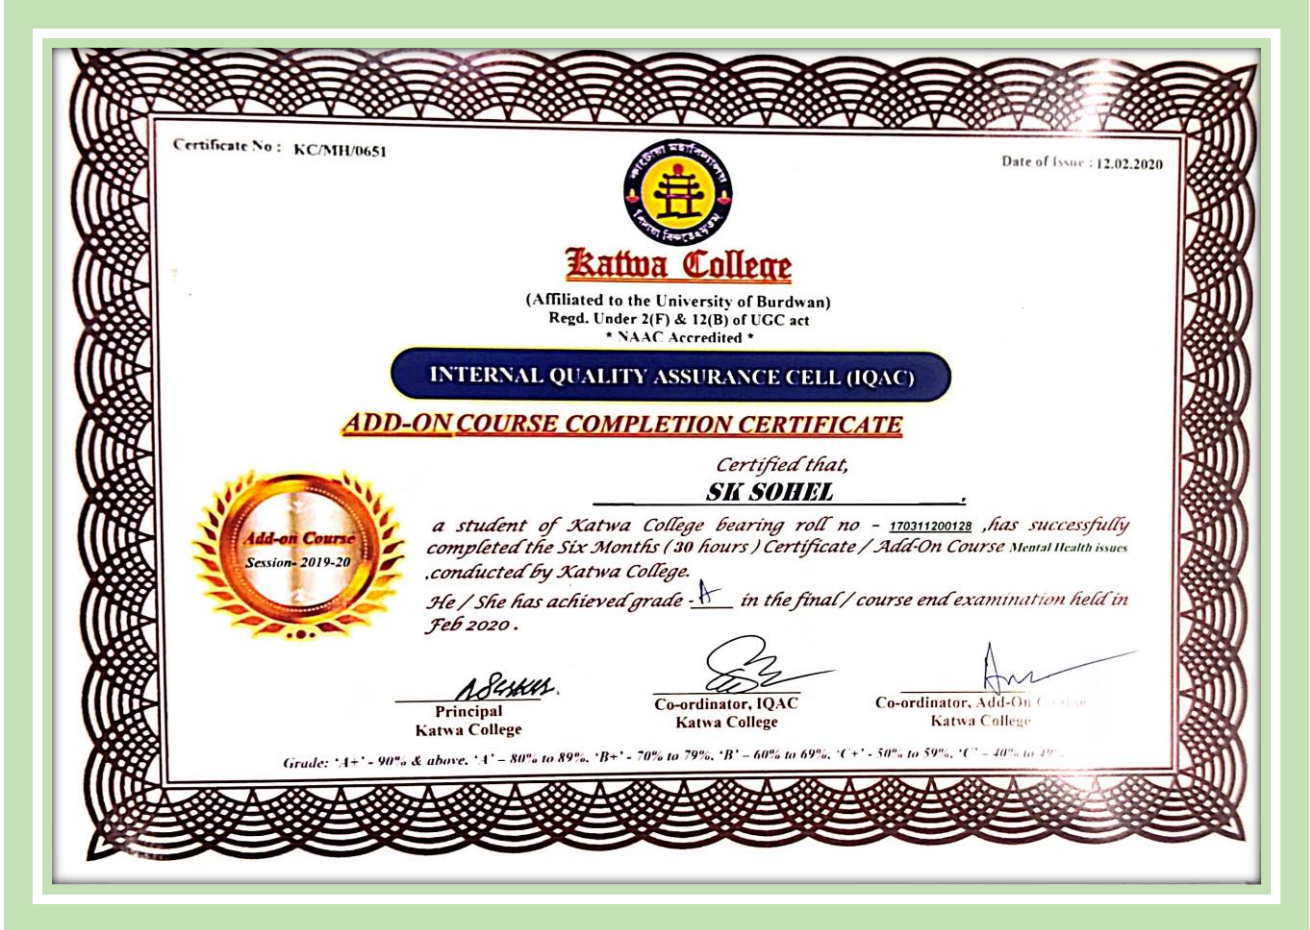 Certificate No : KC/MH/0651
Date of Issue : 12.02.2020
কাটোয়া মহাবিদ্যালয়
Katwa College
(Affiliated to the University of Burdwan)
Regd. Under 2(F) & 12(B) of UGC act
* NAAC Accredited *
INTERNAL QUALITY ASSURANCE CELL (IQAC)
ADD-ON COURSE COMPLETION CERTIFICATE
Certified that,
SK SOHEL .
a student of Katwa College bearing roll no - 170311200128 ,has successfully
completed the Six Months ( 30 hours ) Certificate / Add-On Course Mental Health issues
,conducted by Katwa College.
He / She has achieved grade - A in the final / course end examination held in
Feb 2020 .
Add-on Course
Session- 2019-20
Principal
Katwa College
Co-ordinator, IQAC
Katwa College
Co-ordinator, Add-On
Katwa College
Grade: 'A+' - 90% & above, 'A' – 80% to 89%, 'B+' - 70% to 79%, 'B' – 60% to 69%, 'C+' - 50% to 59%, 'C' – 40% to 49%